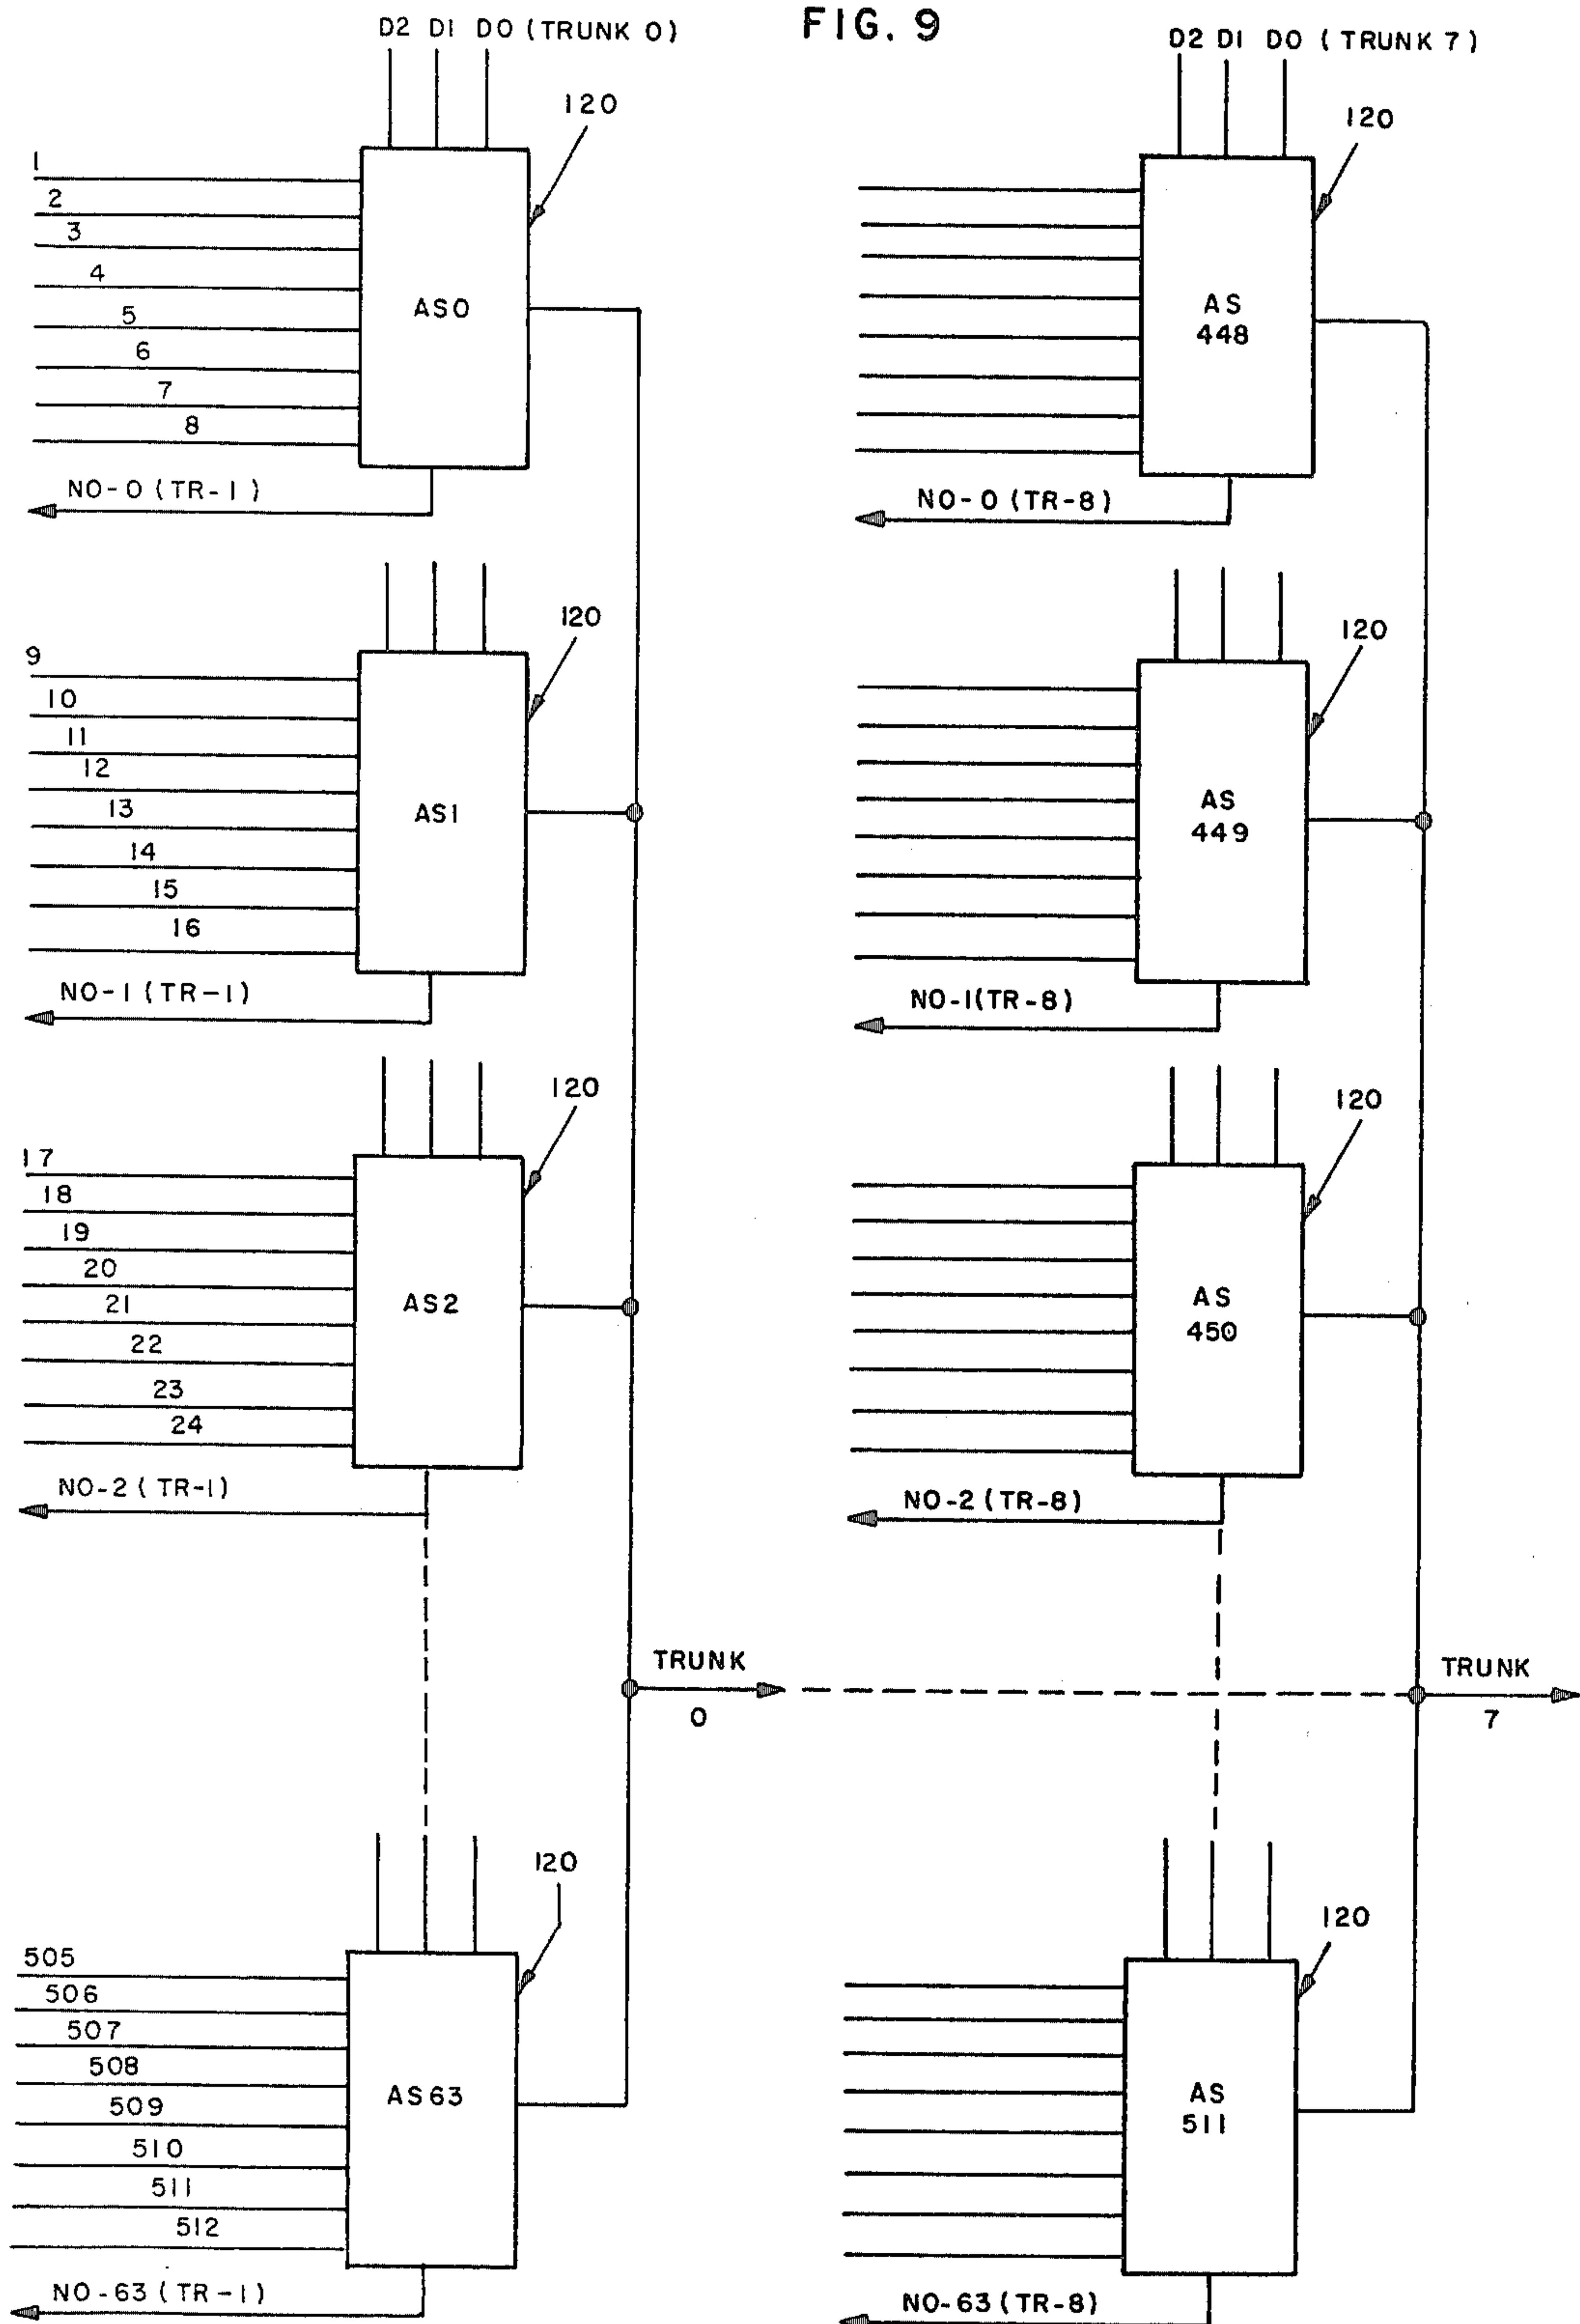 FIG. 9
D2 D1 D0 (TRUNK 0)
120
1
2
3
4
5
6
7
8
AS0
NO-0 (TR-1)
120
9
10
11
12
13
14
15
16
AS1
NO-1 (TR-1)
120
17
18
19
20
21
22
23
24
AS2
NO-2 (TR-1)
TRUNK
0
120
505
506
507
508
509
510
511
512
AS63
NO-63 (TR-1)
D2 D1 D0 (TRUNK 7)
120
AS
448
NO-0 (TR-8)
120
AS
449
NO-1(TR-8)
120
AS
450
NO-2 (TR-8)
TRUNK
7
120
AS
511
NO-63 (TR-8)